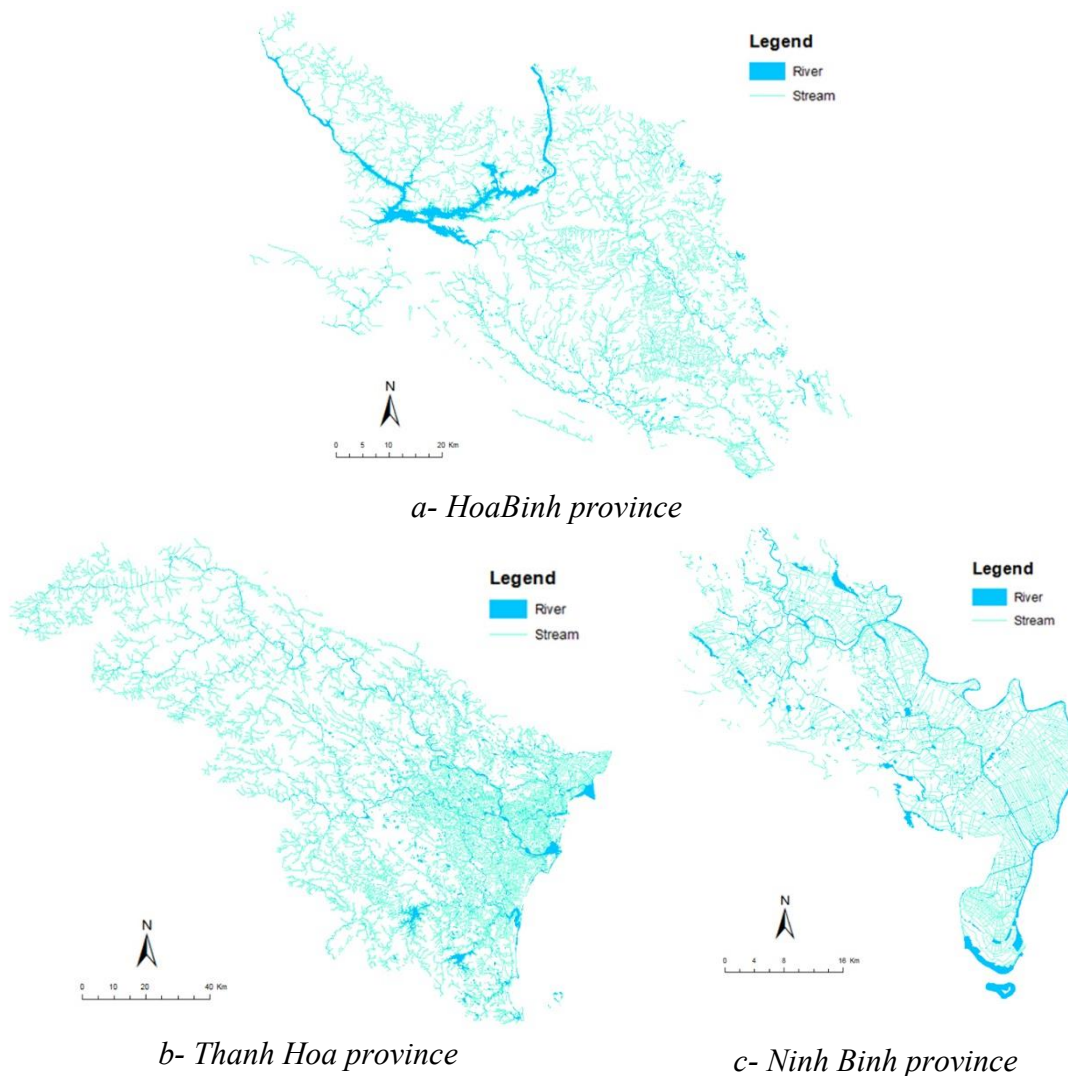 Legend
River
Stream
N
0 5 10 20 Km
a- HoaBinh province
Legend
River
Stream
N
0 10 20 40 Km
b- Thanh Hoa province
Legend
River
Stream
N
0 4 8 16 Km
c- Ninh Binh province